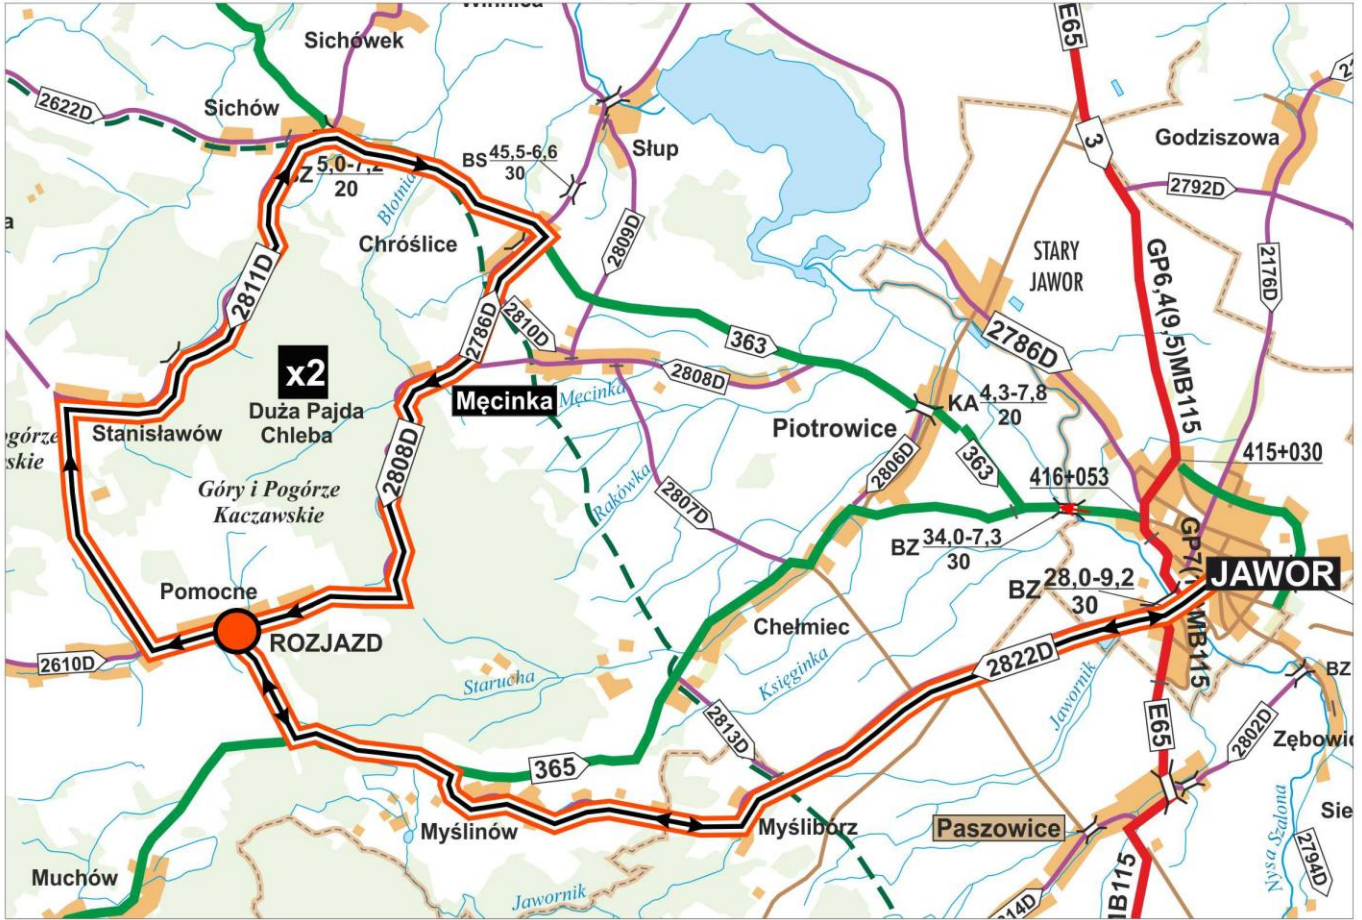 Winnica
E65
Sichówek
2622D
Sichów
BS 45,5-6,6
30
Słup
3
Godziszowa
BZ 5,0-7,2
20
Błotnia
2792D
Chróślice
2809D
STARY
JAWOR
GP6,4(9,5)MB115
2176D
2811D
2786D
2810D
363
2786D
x2
Męcinka
Męcinka
2808D
KA 4,3-7,8
20
Duża Pajda
Chleba
Stanisławów
Piotrowice
2808D
2806D
363
415+030
416+053
Góry i Pogórze
Kaczawskie
Rakówka
2807D
BZ 34,0-7,3
30
GP7(
JAWOR
BZ 28,0-9,2
30
Pomocne
ROZJAZD
Chełmiec
MB115
2610D
Starucha
Księginka
2822D
Jawornik
BZ
2813D
E65
2802D
365
Myślinów
Myślibórz
Paszowice
Nysa Szalona
2794D
Muchów
Jawornik
MB115